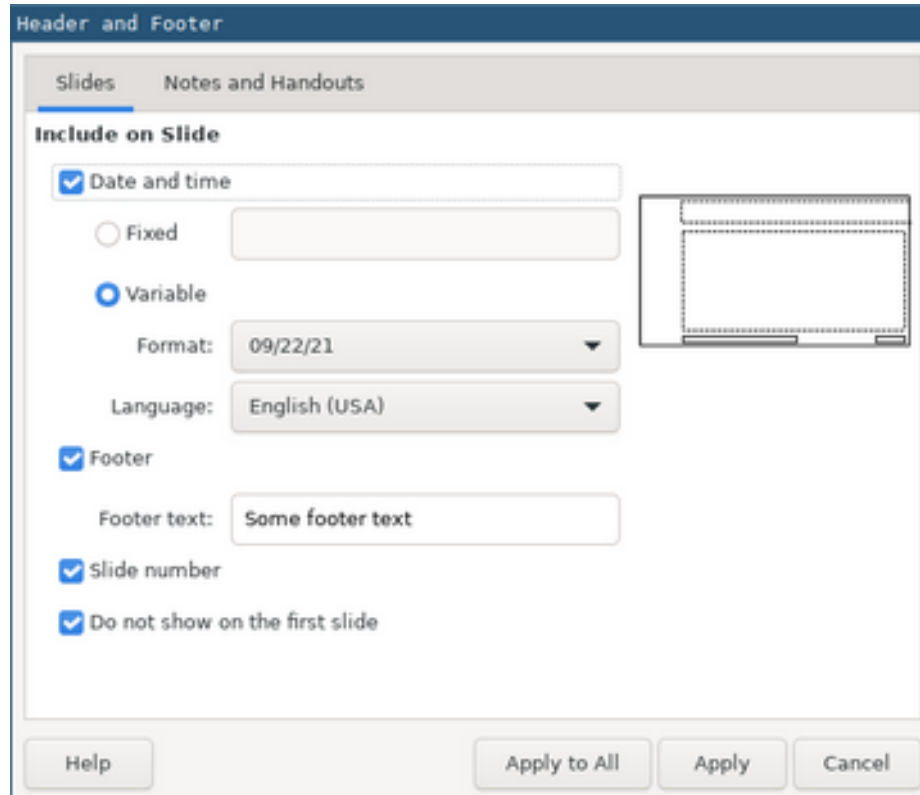 Header and Footer
Slides Notes and Handouts
Include on Slide
Date and time
Fixed
Variable
Format: 09/22/21
Language: English (USA)
Footer
Footer text: Some footer text
Slide number
Do not show on the first slide
Help Apply to All Apply Cancel